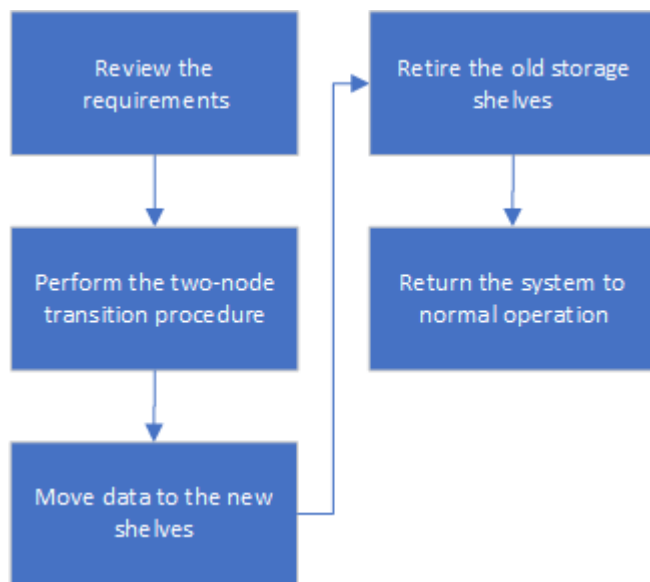 Review the
requirements
Perform the two-node
transition procedure
Move data to the new
shelves
Retire the old storage
shelves
Return the system to
normal operation